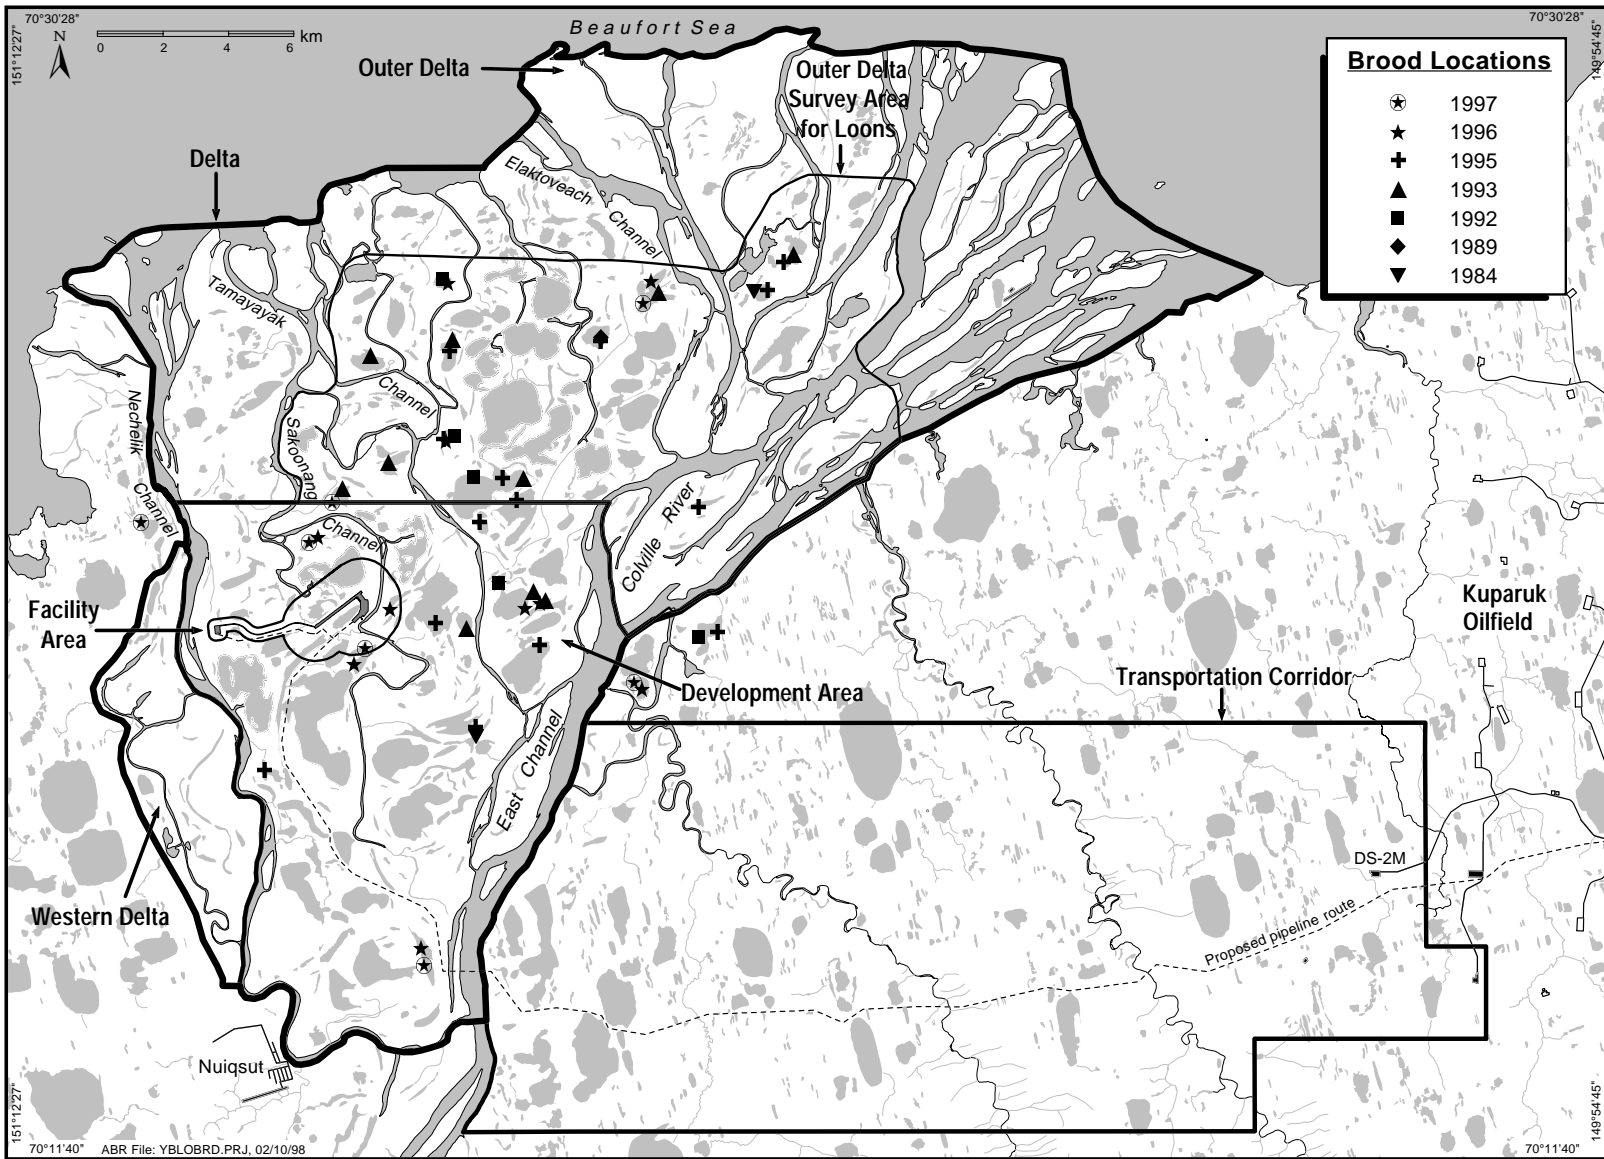 70°30'28"
70°30'28"
151°12'27"
149°54'45"
N
0 2 4 6 km
Beaufort Sea
Outer Delta
Outer Delta
Survey Area
for Loons
Brood Locations
1997
1996
1995
1993
1992
1989
1984
Delta
Elaktoveach
Channel
Tamayayak
Channel
Nechelik
Channel
Sakoonang
Channel
Colville River
Facility
Area
Kuparuk
Oilfield
Development Area
Transportation Corridor
East Channel
DS-2M
Western Delta
Proposed pipeline route
Nuiqsut
151°12'27"
149°54'45"
70°11'40"
ABR File: YBLOBRD.PRJ, 02/10/98
70°11'40"